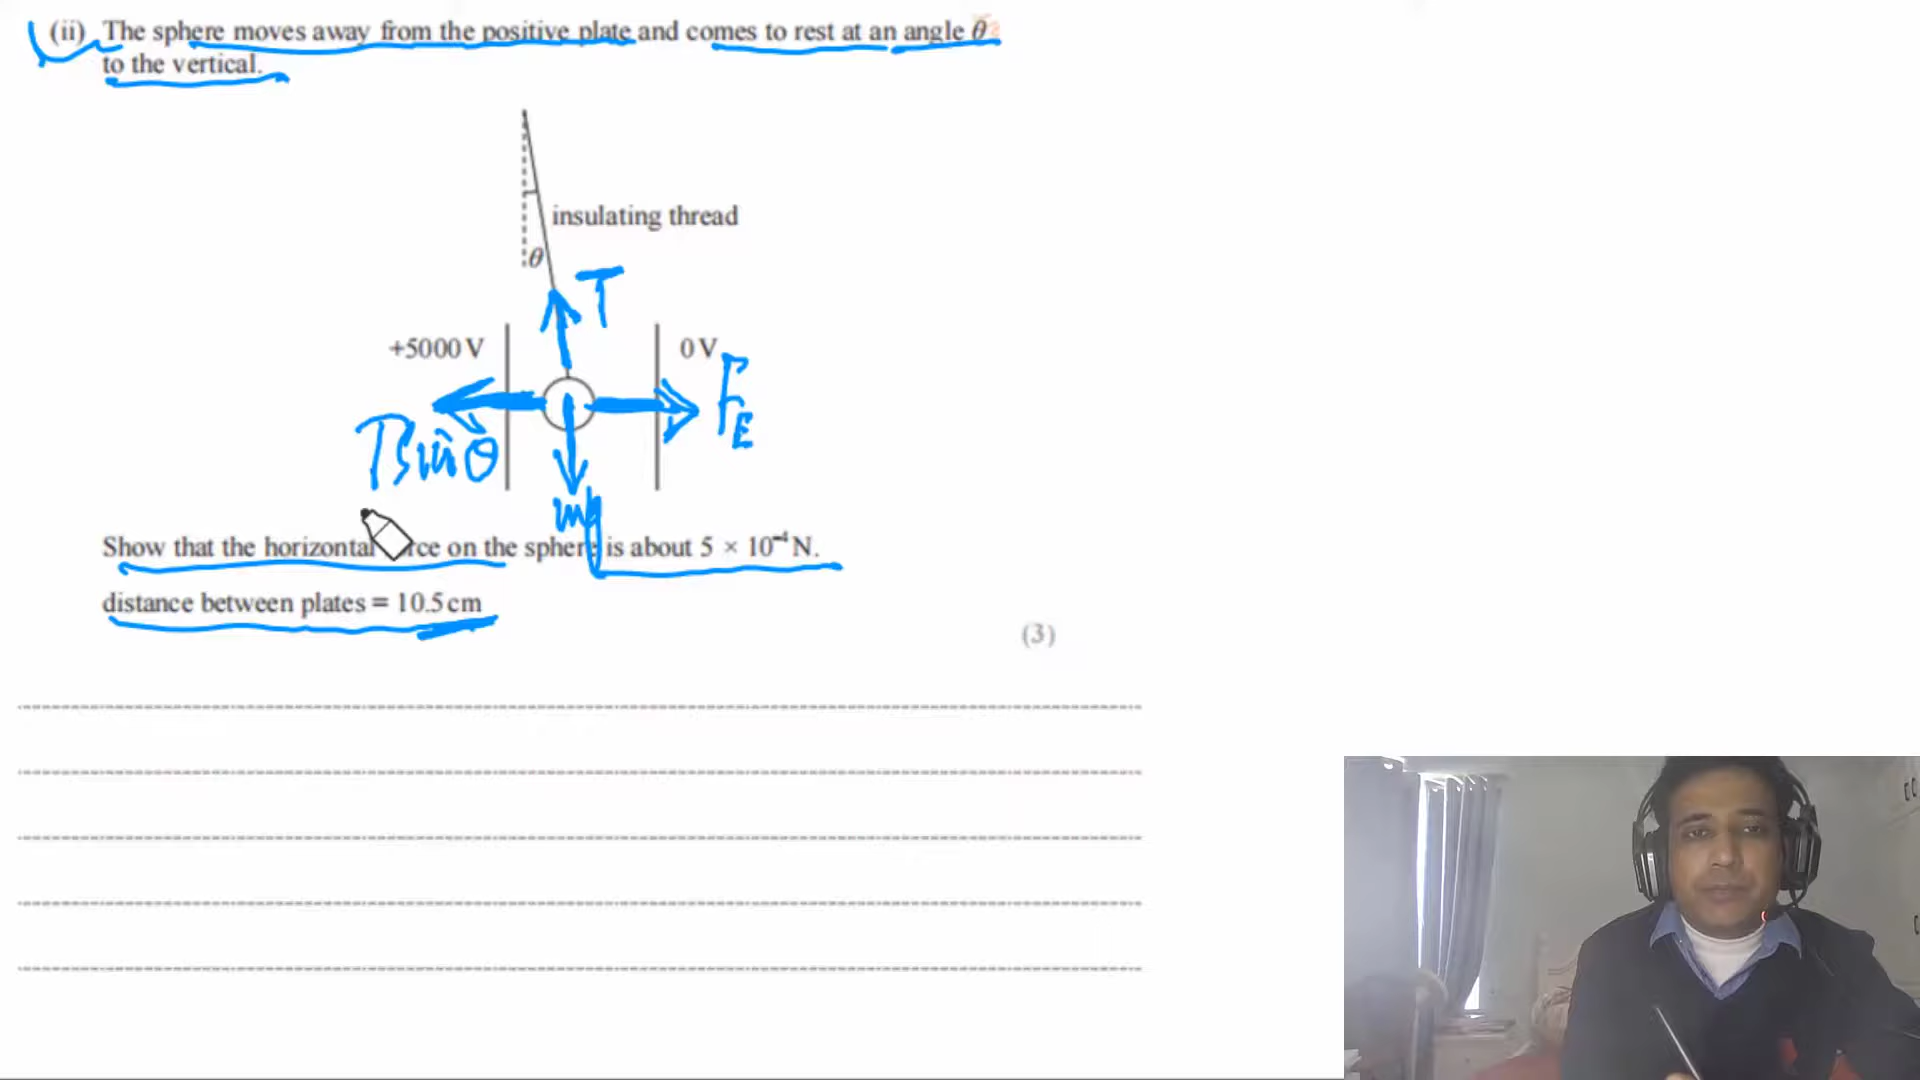 (ii) The sphere moves away from the positive plate and comes to rest at an angle θ
to the vertical.
insulating thread
θ
T
+5000 V
0 V
F_E
T sin θ
mg
Show that the horizontal force on the sphere is about 5 × 10⁻⁴ N.
distance between plates = 10.5 cm
(3)